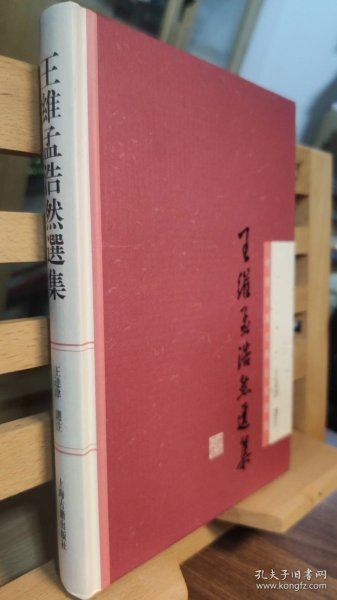 王維孟浩然選集
王達津 選注
上海古籍出版社
王維孟浩然選集
孔夫子旧书网
kongfz.com